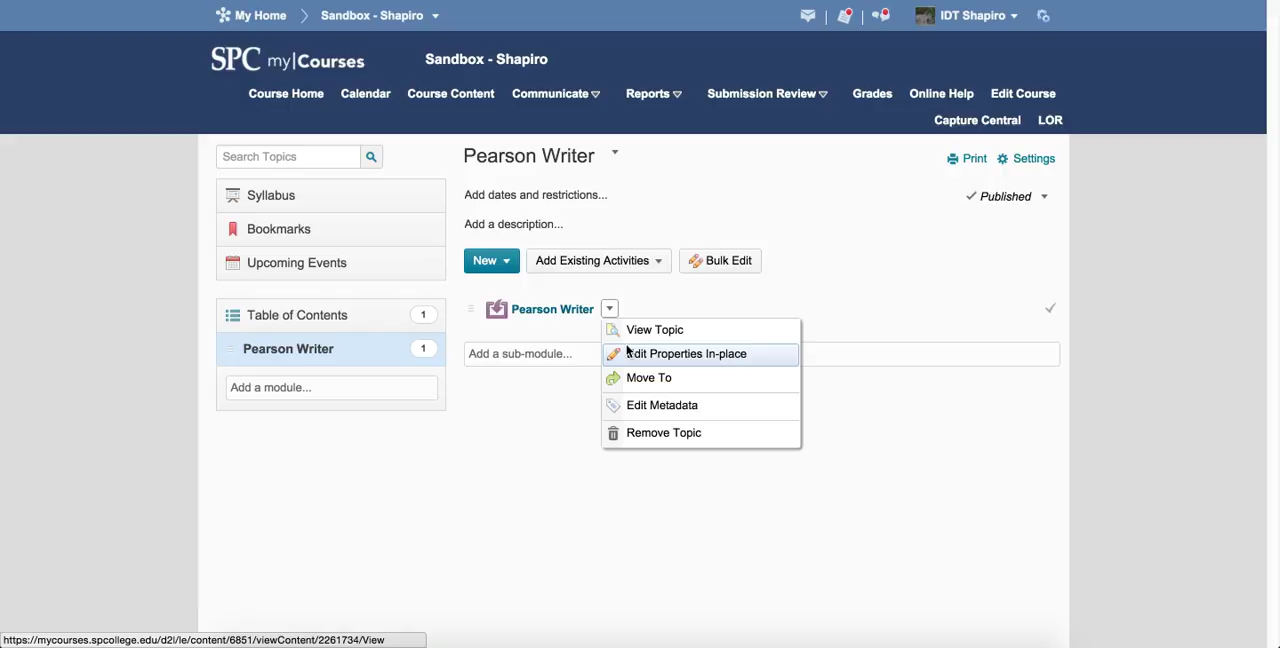 My Home
Sandbox - Shapiro
IDT Shapiro
SPC my|Courses
Sandbox - Shapiro
Course Home
Calendar
Course Content
Communicate
Reports
Submission Review
Grades
Online Help
Edit Course
Capture Central
LOR
Search Topics
Syllabus
Bookmarks
Upcoming Events
Table of Contents
1
Pearson Writer
1
Add a module...
Pearson Writer
Print
Settings
Add dates and restrictions...
Published
Add a description...
New
Add Existing Activities
Bulk Edit
Pearson Writer
View Topic
Edit Properties In-place
Move To
Edit Metadata
Remove Topic
Add a sub-module...
https://mycourses.spcollege.edu/d2l/le/content/6851/viewContent/2261734/View